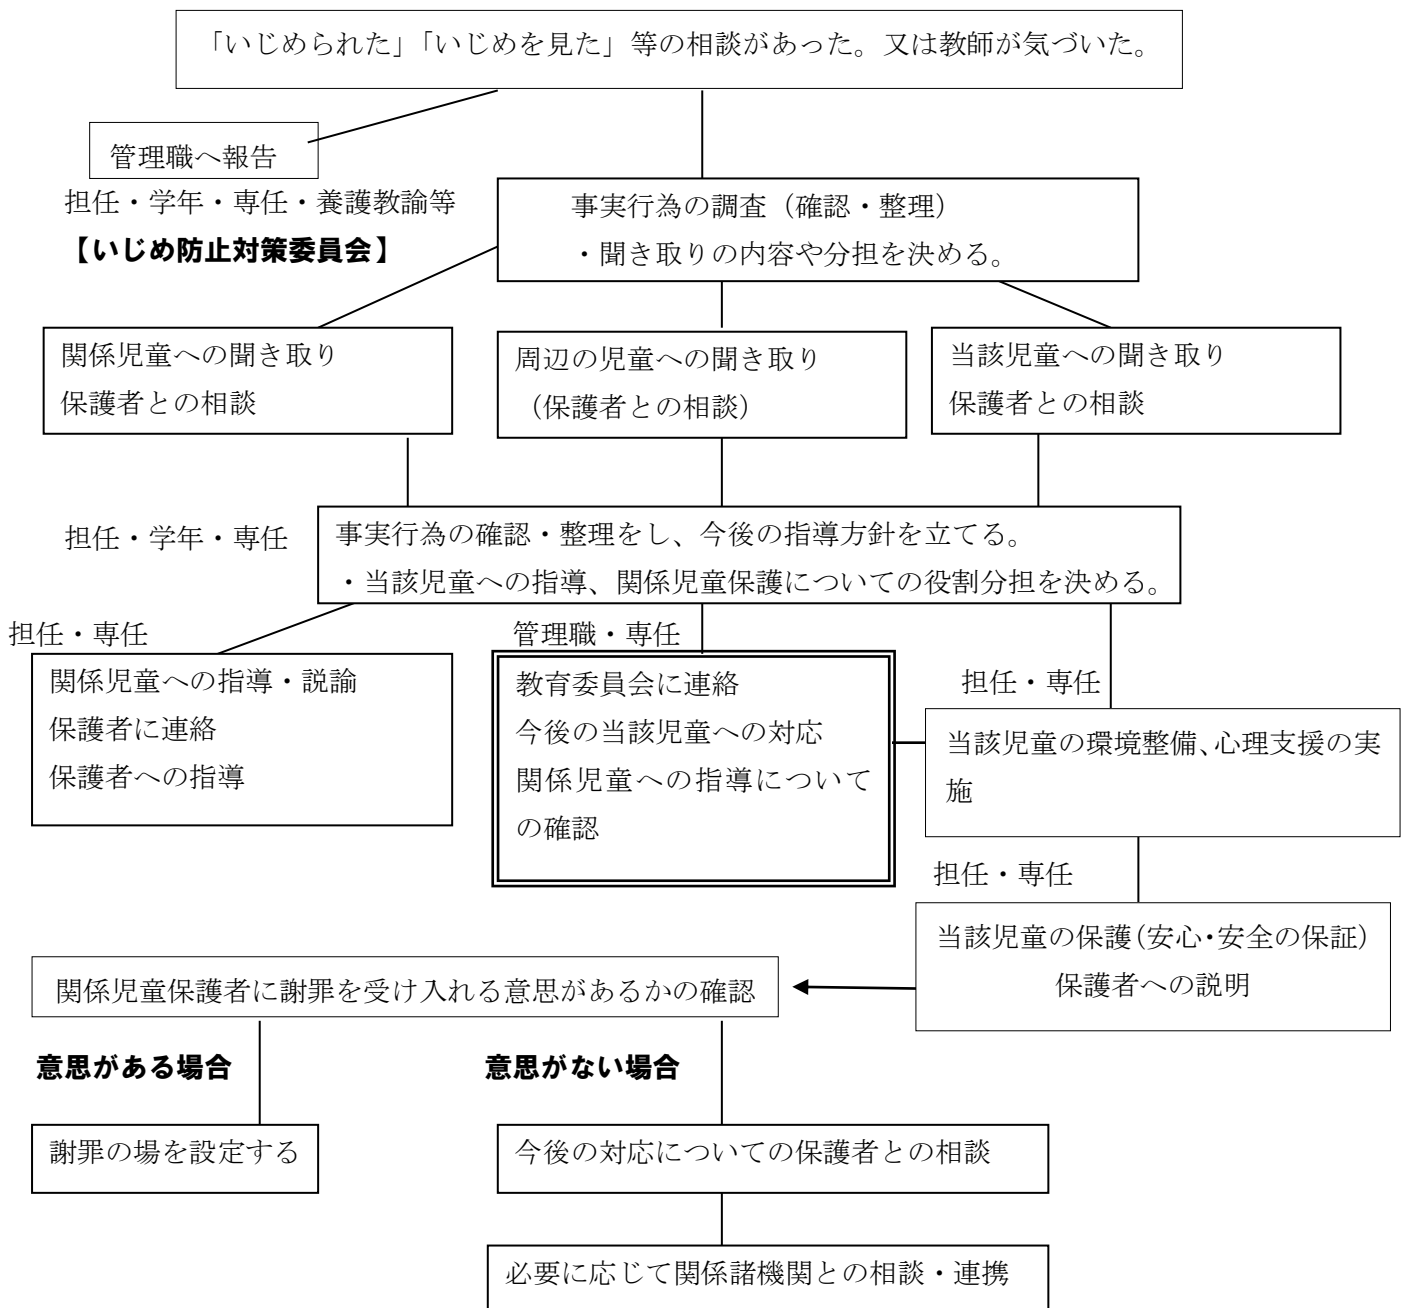 「いじめられた」「いじめを見た」等の相談があった。又は教師が気づいた。
管理職へ報告
担任・学年・専任・養護教諭等
【いじめ防止対策委員会】
事実行為の調査（確認・整理）
・聞き取りの内容や分担を決める。
関係児童への聞き取り
保護者との相談
周辺の児童への聞き取り
（保護者との相談）
当該児童への聞き取り
保護者との相談
担任・学年・専任
事実行為の確認・整理をし、今後の指導方針を立てる。
・当該児童への指導、関係児童保護についての役割分担を決める。
担任・専任
関係児童への指導・説諭
保護者に連絡
保護者への指導
管理職・専任
教育委員会に連絡
今後の当該児童への対応
関係児童への指導について
の確認
担任・専任
当該児童の環境整備、心理支援の実
施
担任・専任
当該児童の保護（安心・安全の保証）
保護者への説明
関係児童保護者に謝罪を受け入れる意思があるかの確認
意思がある場合
意思がない場合
謝罪の場を設定する
今後の対応についての保護者との相談
必要に応じて関係諸機関との相談・連携